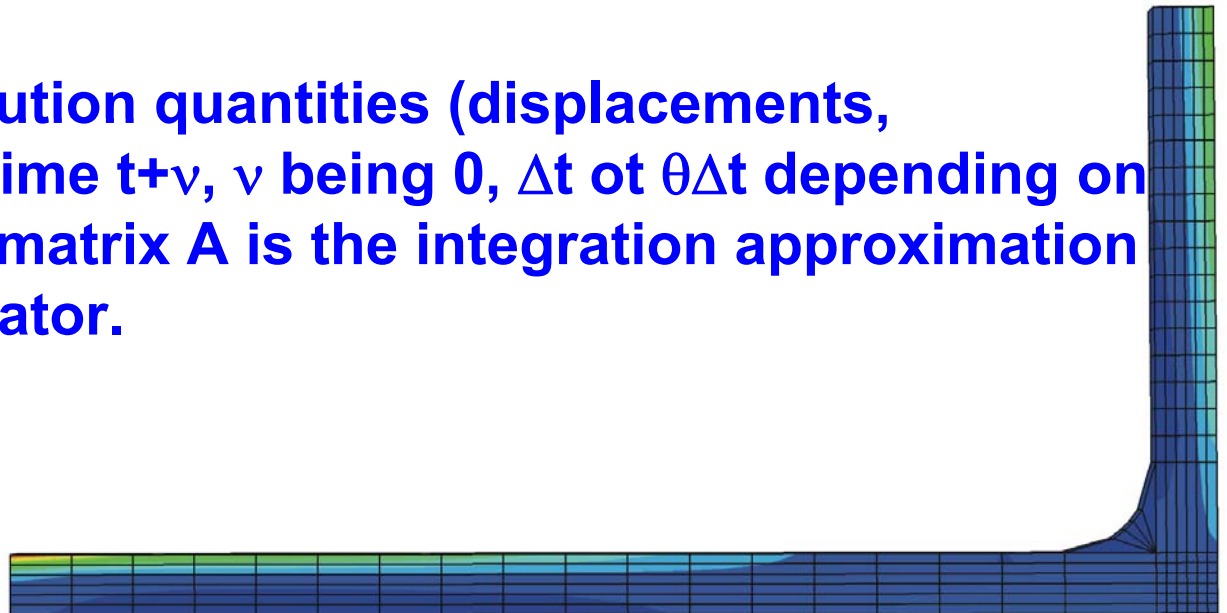 ution quantities (displacements,
ime t+ν, ν being 0, Δt ot θΔt depending on
matrix A is the integration approximation
ator.